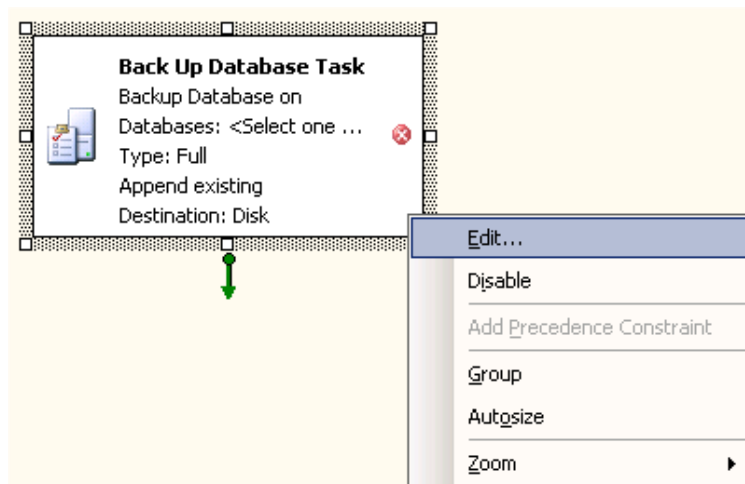 Back Up Database Task
Backup Database on
Databases: <Select one ...
Type: Full
Append existing
Destination: Disk
Edit...
Disable
Add Precedence Constraint
Group
Autosize
Zoom